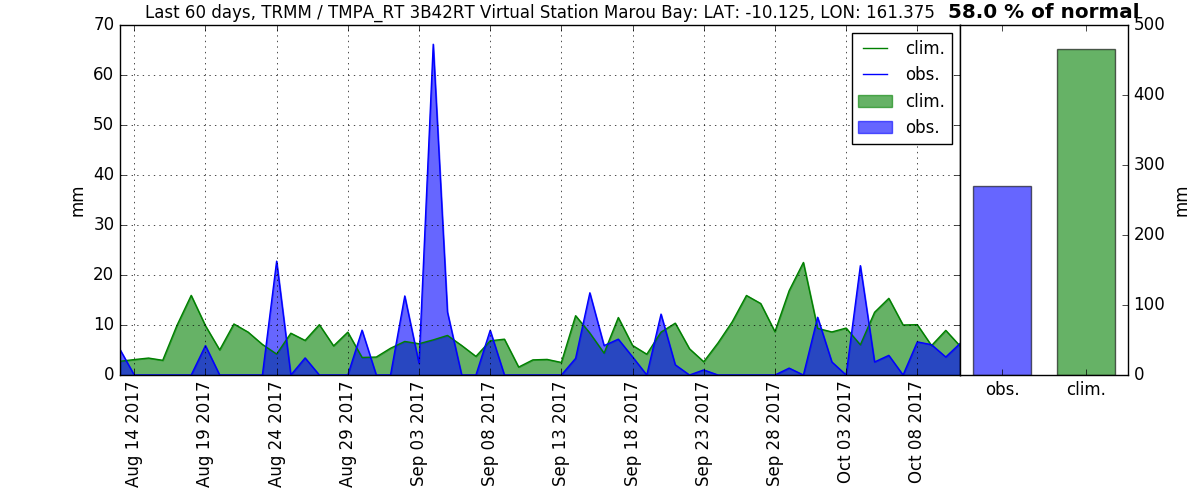 Last 60 days, TRMM / TMPA_RT 3B42RT Virtual Station Marou Bay: LAT: -10.125, LON: 161.375
58.0 % of normal
70
60
50
40
30
20
10
0
mm
clim.
obs.
clim.
obs.
Aug 14 2017
Aug 19 2017
Aug 24 2017
Aug 29 2017
Sep 03 2017
Sep 08 2017
Sep 13 2017
Sep 18 2017
Sep 23 2017
Sep 28 2017
Oct 03 2017
Oct 08 2017
500
400
300
200
100
0
mm
obs.
clim.